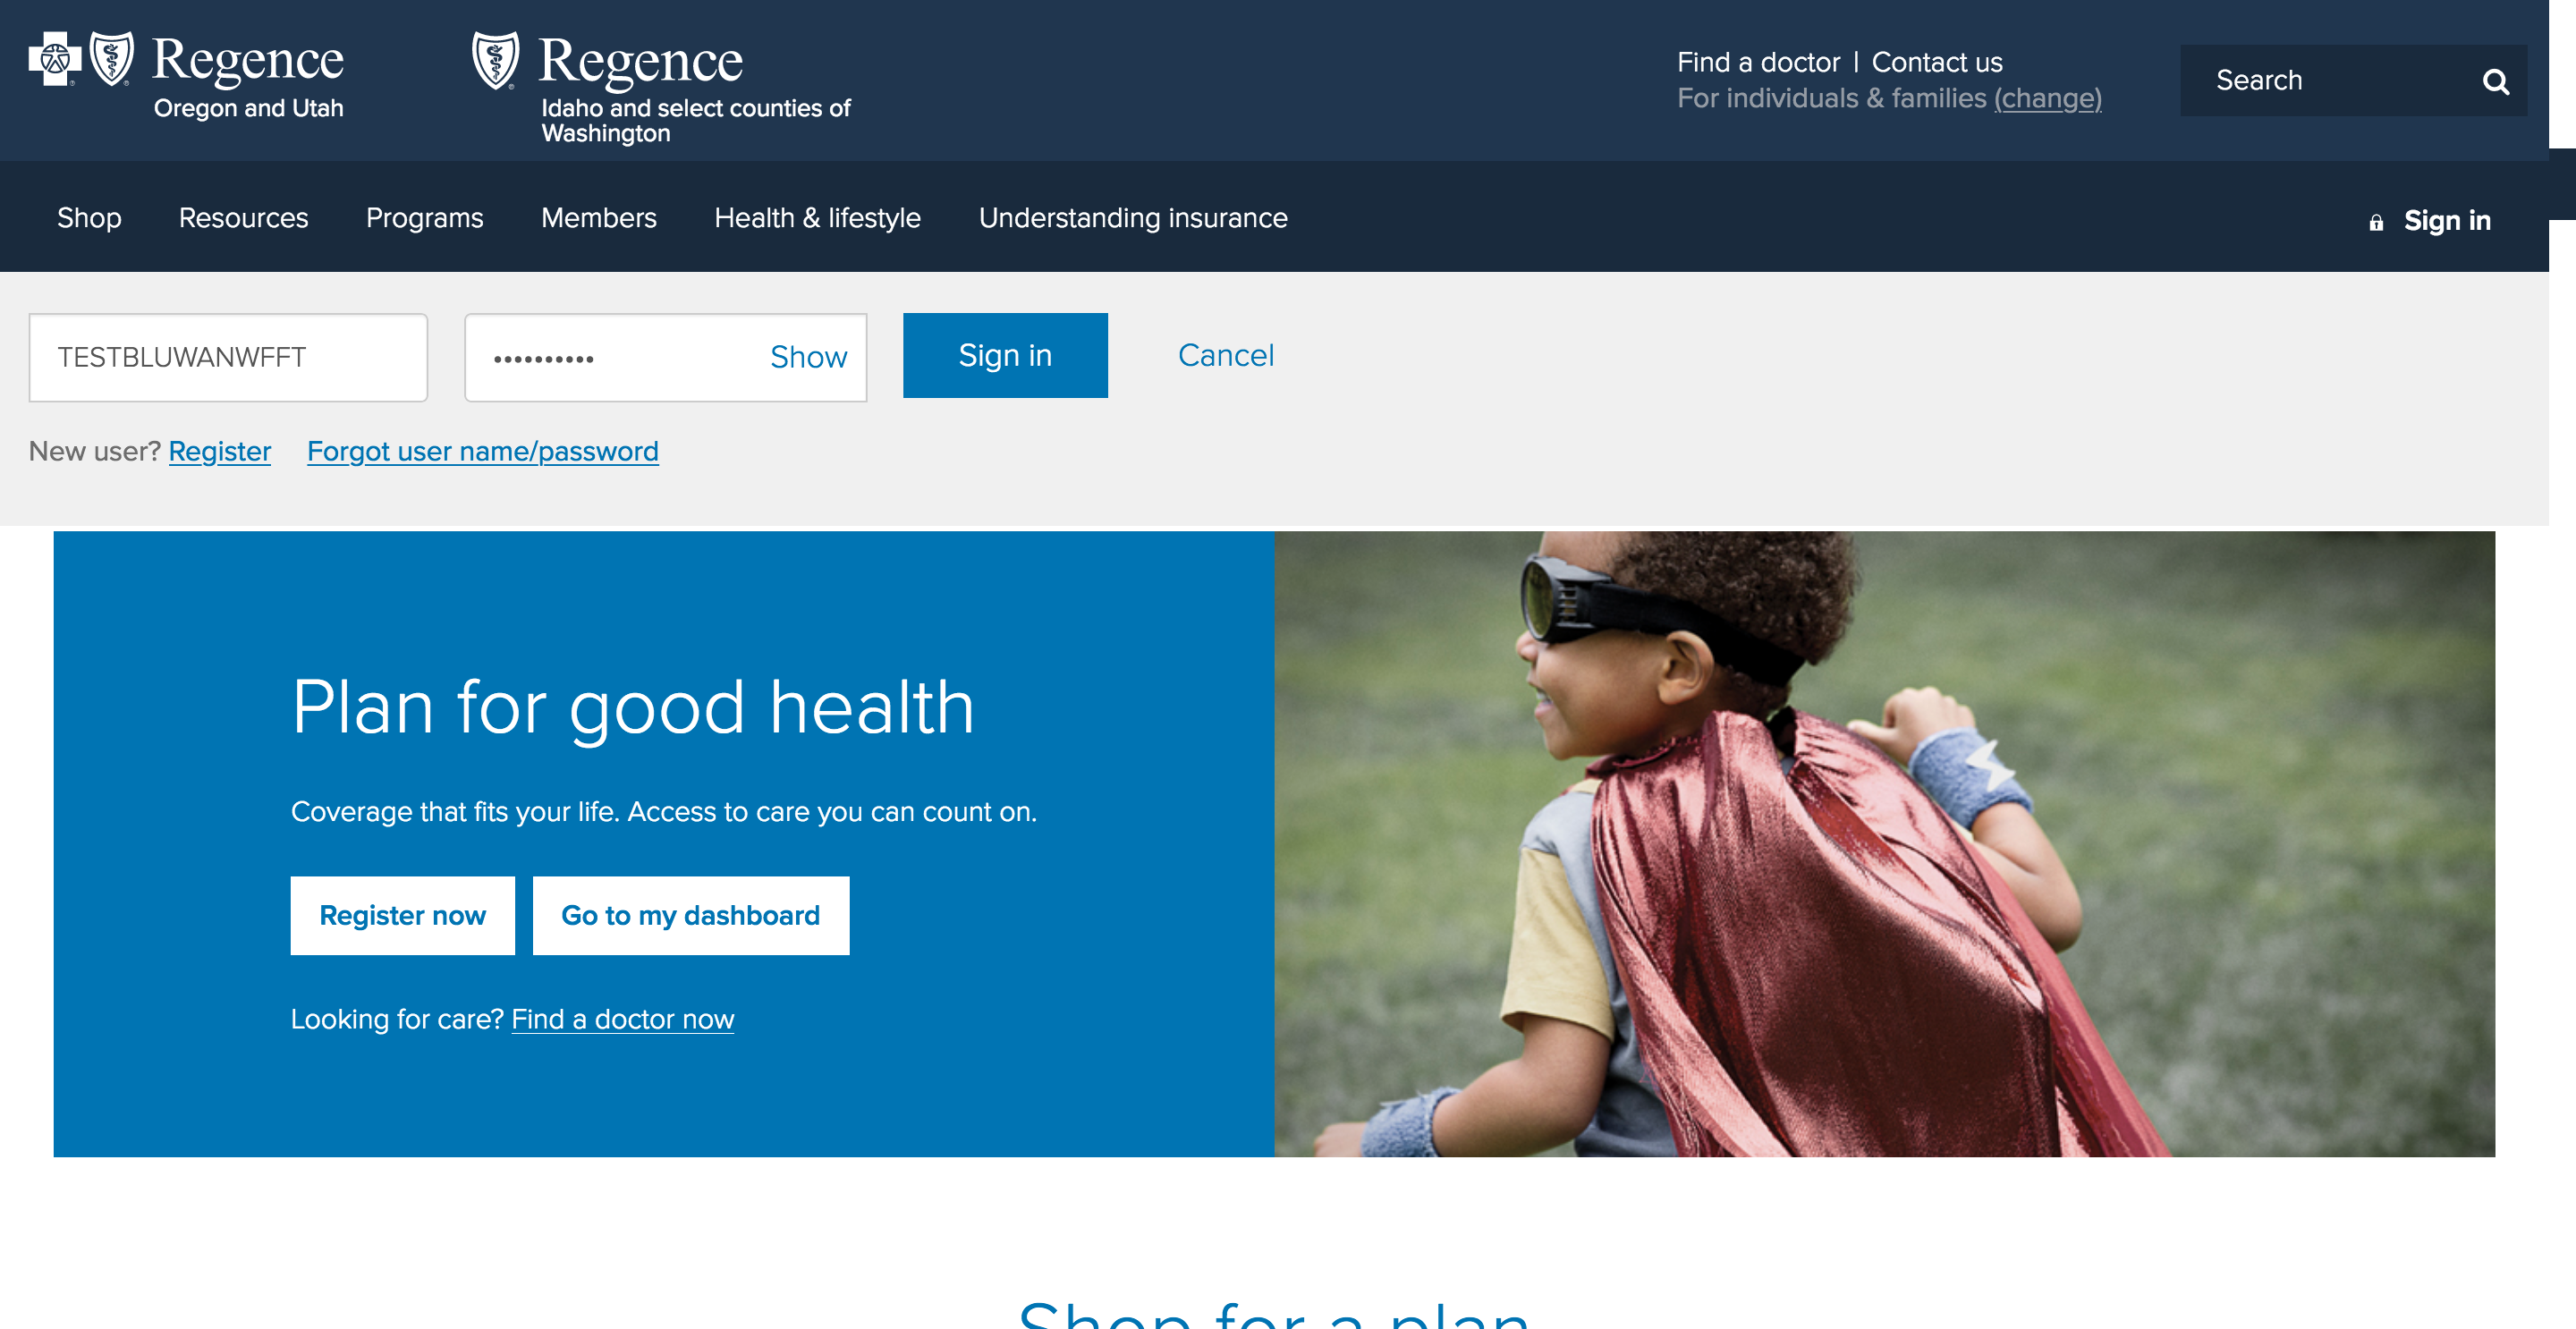 Regence
Oregon and Utah
Regence
Idaho and select counties of
Washington
Find a doctor | Contact us
For individuals & families (change)
Search
Shop Resources Programs Members Health & lifestyle Understanding insurance
Sign in
TESTBLUWANWFFT
•••••••••• Show
Sign in
Cancel
New user? Register Forgot user name/password
Plan for good health
Coverage that fits your life. Access to care you can count on.
Register now Go to my dashboard
Looking for care? Find a doctor now
Shop for a plan